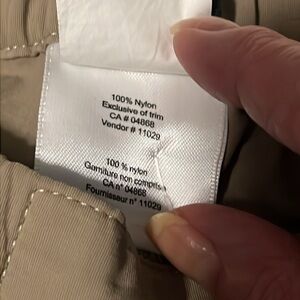 100% Nylon
Exclusive of trim
CA # 04868
Vendor # 11029
100 % nylon
Garniture non comprise
CA n° 04868
Fournisseur n° 11029